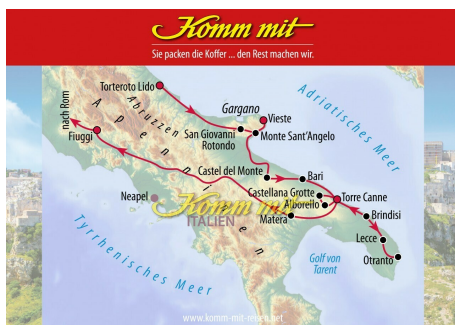 Komm mit
Sie packen die Koffer ... den Rest machen wir.
Torteroto Lido
Adriatisches Meer
Gargano
Vieste
nach Rom
Abruzzen
Apenninen
San Giovanni
Rotondo
Monte Sant'Angelo
Fiuggi
Castel del Monte
Bari
Castellana Grotte
Torre Canne
Neapel
Alborello
Komm mit
ITALIEN
Matera
Brindisi
Lecce
Tyrrhenisches Meer
Golf von
Tarent
Otranto
www.komm-mit-reisen.net